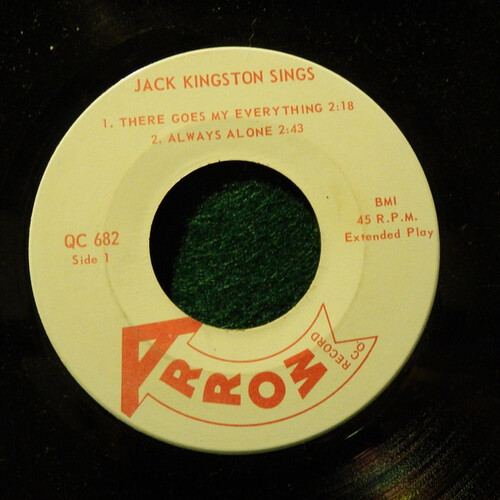 JACK KINGSTON SINGS
1. THERE GOES MY EVERYTHING 2:18
2. ALWAYS ALONE 2:43
QC 682
Side 1
BMI
45 R.P.M.
Extended Play
ARROW
QC RECORD